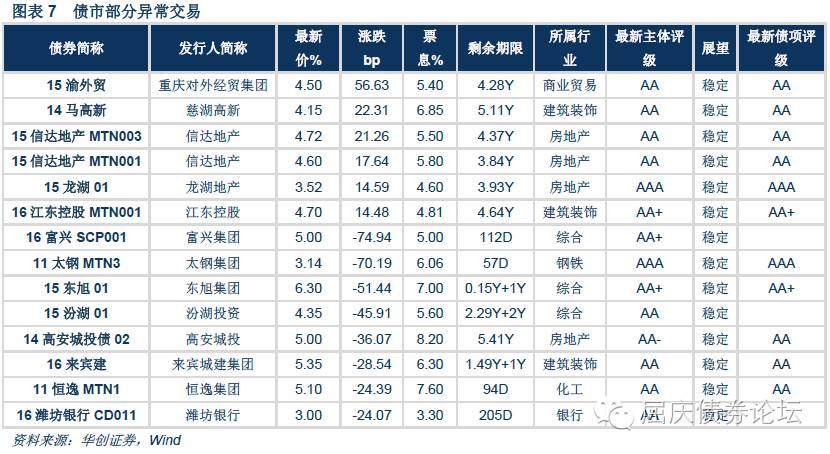 图表 7 债市部分异常交易
债券简称 发行人简称 最新价% 涨跌bp 票息% 剩余期限 所属行业 最新主体评级 展望 最新债项评级
15 渝外贸 重庆对外经贸集团 4.50 56.63 5.40 4.28Y 商业贸易 AA 稳定 AA
14 马高新 慈湖高新 4.15 22.31 6.85 5.11Y 建筑装饰 AA 稳定 AA
15 信达地产 MTN003 信达地产 4.72 21.26 5.50 4.37Y 房地产 AA 稳定 AA
15 信达地产 MTN001 信达地产 4.60 17.64 5.80 3.84Y 房地产 AA 稳定 AA
15 龙湖 01 龙湖地产 3.52 14.59 4.60 3.93Y 房地产 AAA 稳定 AAA
16 江东控股 MTN001 江东控股 4.70 14.48 4.81 4.64Y 建筑装饰 AA+ 稳定 AA+
16 富兴 SCP001 富兴集团 5.00 -74.94 5.00 112D 综合 AA+ 稳定
11 太钢 MTN3 太钢集团 3.14 -70.19 6.06 57D 钢铁 AAA 稳定 AAA
15 东旭 01 东旭集团 6.30 -51.44 7.00 0.15Y+1Y 综合 AA+ 稳定 AA+
15 汾湖 01 汾湖投资 4.35 -45.91 5.60 2.29Y+2Y 综合 AA 稳定
14 高安城投债 02 高安城投 5.00 -36.07 8.20 5.41Y 房地产 AA- 稳定 AA
16 来宾建 来宾城建集团 5.35 -28.54 6.30 1.49Y+1Y 建筑装饰 AA 稳定 AA
11 恒逸 MTN1 恒逸集团 5.10 -24.39 7.60 94D 化工 AA 稳定 AA
16 潍坊银行 CD011 潍坊银行 3.00 -24.07 3.30 205D 银行 AA 稳定
屈庆债券论坛
资料来源：华创证券，Wind